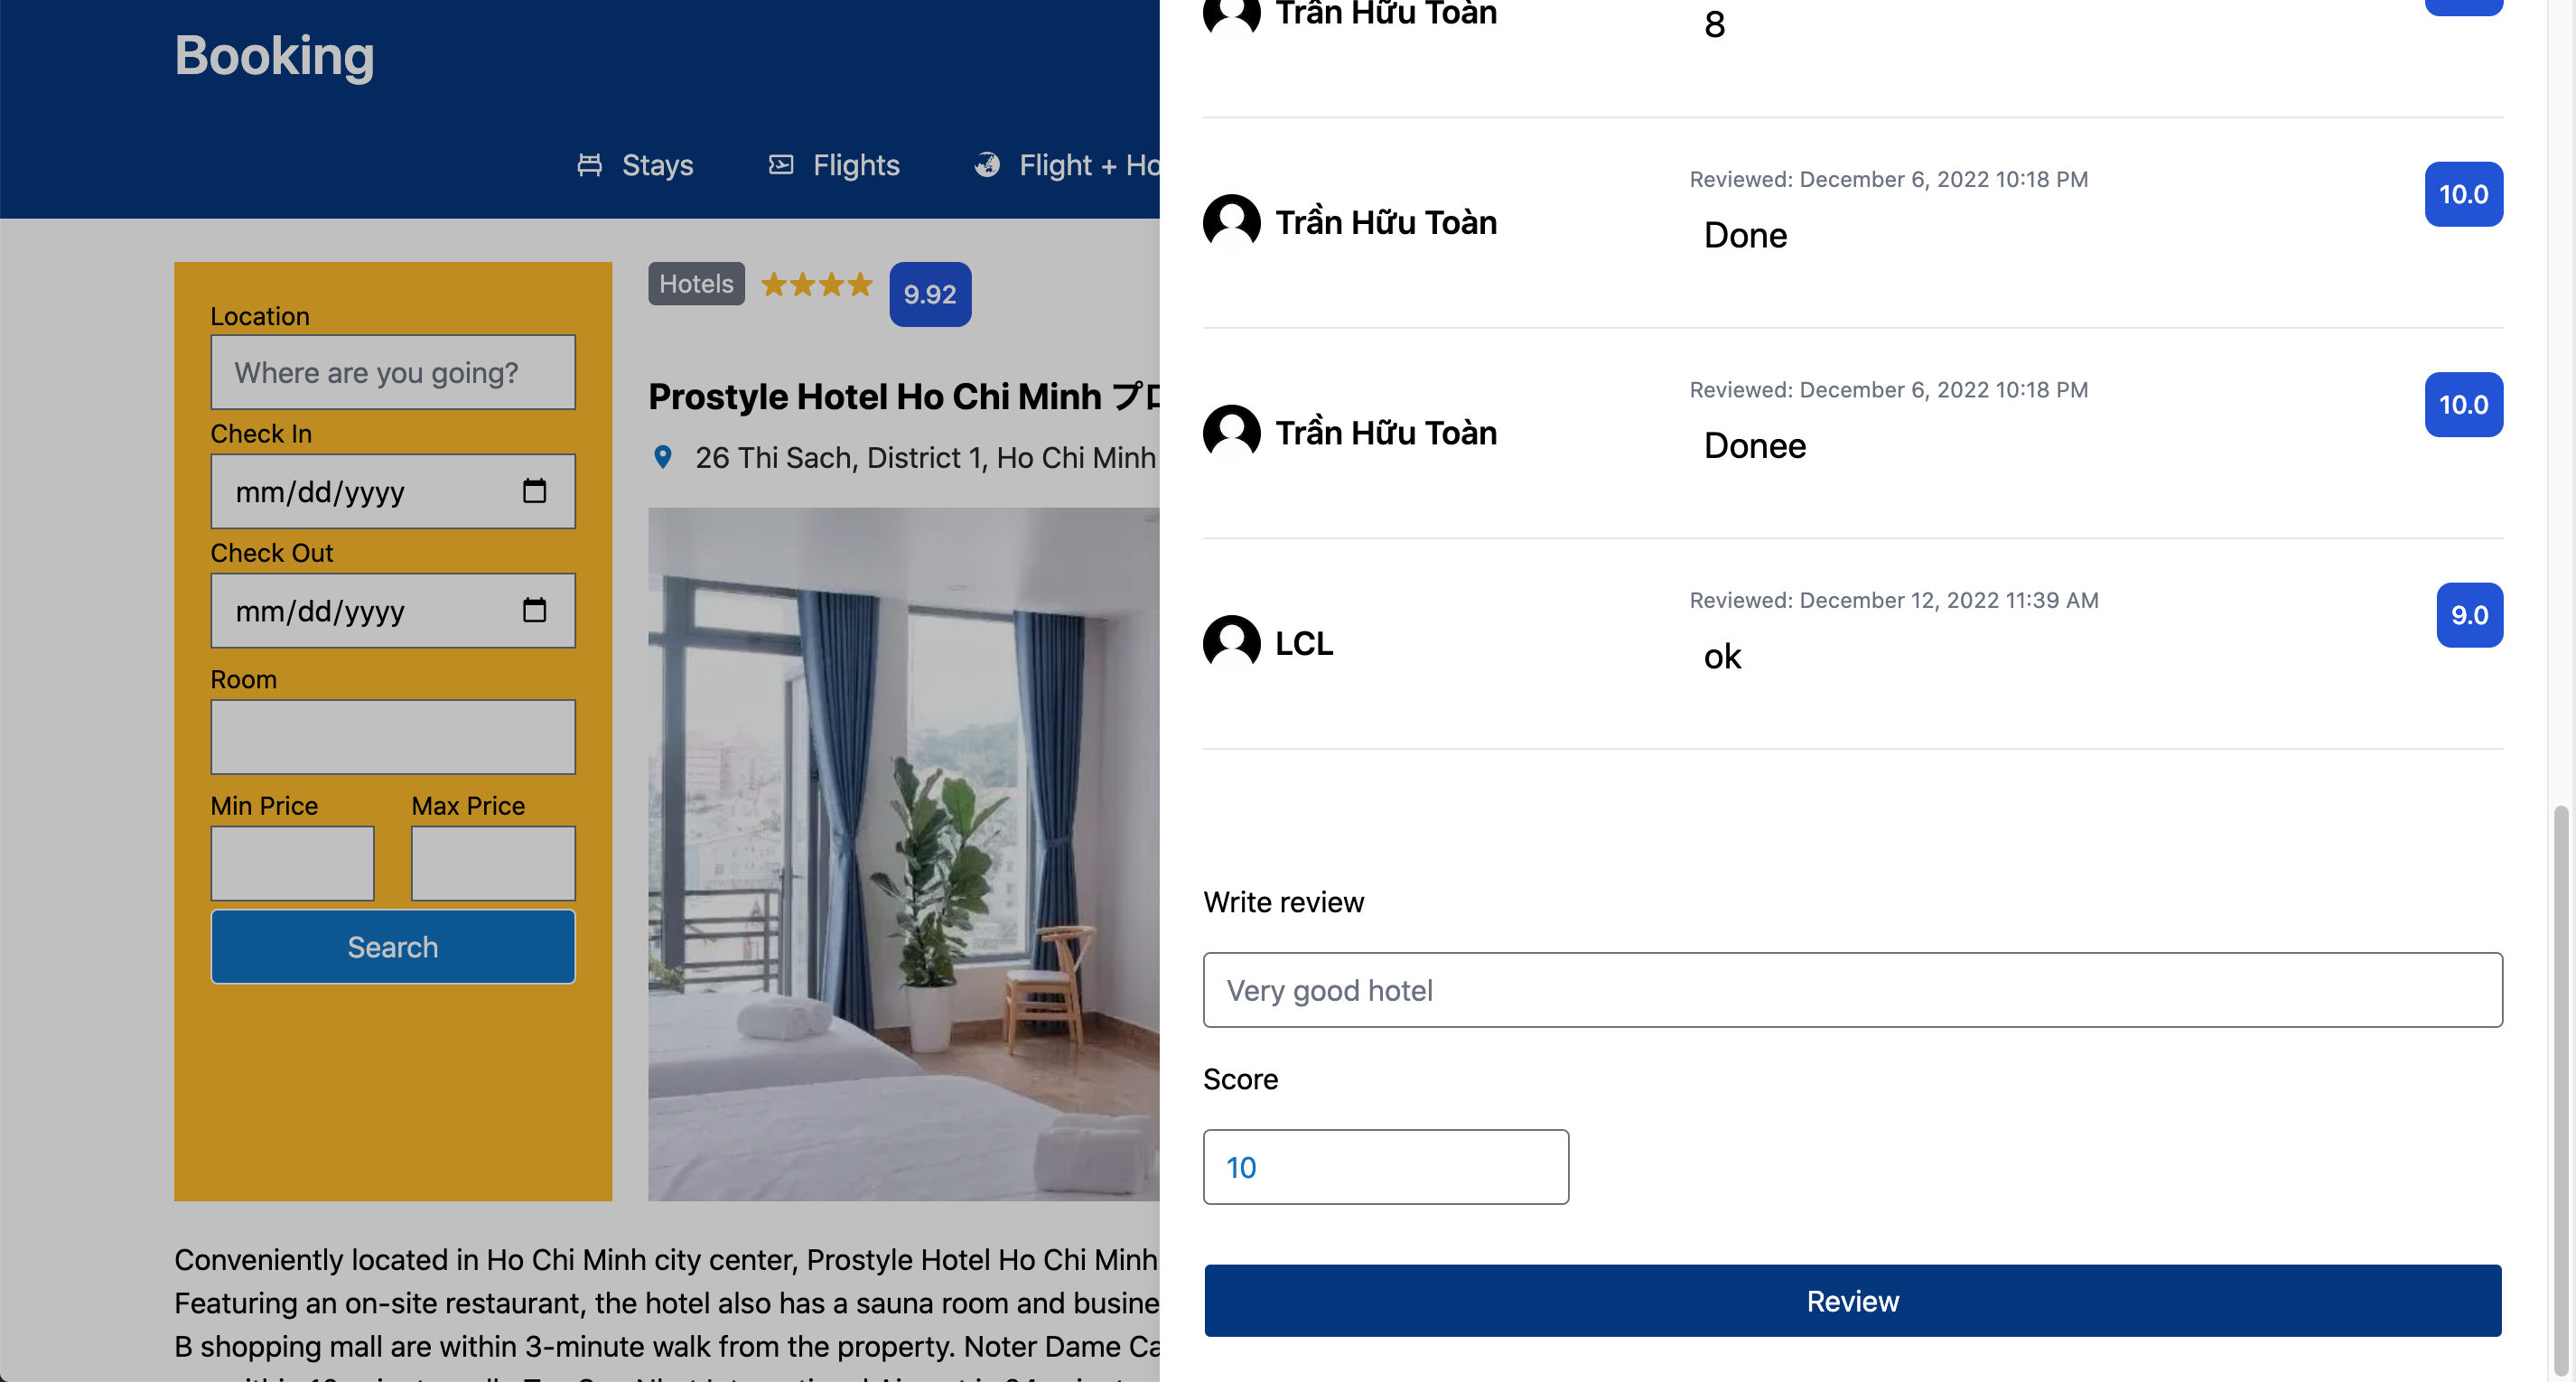 Booking
Stays
Flights
Flight + Ho
Location
Where are you going?
Check In
mm/dd/yyyy
Check Out
mm/dd/yyyy
Room
Min Price
Max Price
Search
Hotels
9.92
Prostyle Hotel Ho Chi Minh プロ
26 Thi Sach, District 1, Ho Chi Minh
Conveniently located in Ho Chi Minh city center, Prostyle Hotel Ho Chi Minh
Featuring an on-site restaurant, the hotel also has a sauna room and busine
B shopping mall are within 3-minute walk from the property. Noter Dame Ca
Trần Hữu Toàn
8
Reviewed: December 6, 2022 10:18 PM
10.0
Trần Hữu Toàn
Done
Reviewed: December 6, 2022 10:18 PM
10.0
Trần Hữu Toàn
Donee
Reviewed: December 12, 2022 11:39 AM
9.0
LCL
ok
Write review
Very good hotel
Score
10
Review